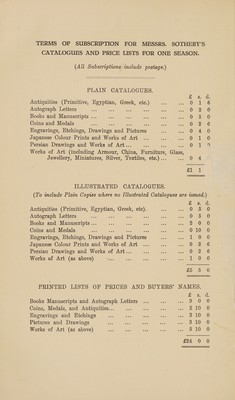 TERMS OF SUBSCRIPTION FOR MESSRS. SOTHEBY'S
CATALOGUES AND PRICE LISTS FOR ONE SEASON.
(All Subscriptions include postage.)
PLAIN CATALOGUES.
£ s. d.
Antiquities (Primitive, Egyptian, Greek, etc.) ... ... 0 1 6
Autograph Letters ... ... ... ... ... ... 0 2 6
Books and Manuscripts ... ... ... ... ... ... 0
Coins and Medals ... ... ... ... ... ... 0 2 6
Engravings, Etchings, Drawings and Pictures ... ... 0 4 0
Japanese Colour Prints and Works of Art ... ... ... 0 1 6
Persian Drawings and Works of Art ... ... ... ... 0 1
Works of Art (including Armour, China, Furniture, Glass,
Jewellery, Miniatures, Silver, Textiles, etc.) ... ... 0 4
£1 1
ILLUSTRATED CATALOGUES.
(To include Plain Copies where no Illustrated Catalogues are issued.)
£ s. d.
Antiquities (Primitive, Egyptian, Greek, etc). ... ... 0 5 0
Autograph Letters ... ... ... ... ... ... 0 5 0
Books and Manuscripts ... ... ... ... ... ... 2 0 0
Coins and Medals ... ... ... ... ... ... 0 10 0
Engravings, Etchings, Drawings and Pictures ... ... 1 0 0
Japanese Colour Prints and Works of Art ... ... ... 0 2 6
Persian Drawings and Works of Art ... ... ... ... 0 2 6
Works of Art (as above) ... ... ... ... ... 1 0 0
£5 5 0
PRINTED LISTS OF PRICES AND BUYERS' NAMES.
£ s. d.
Books Manuscripts and Autograph Letters ... ... ... 9 0 0
Coins, Medals, and Antiquities ... ... ... ... ... 3 10 0
Engravings and Etchings ... ... ... ... ... 3 10 0
Pictures and Drawings ... ... ... ... ... 3 10 0
Works of Art (as above) ... ... ... ... ... 3 10 0
£24 0 0